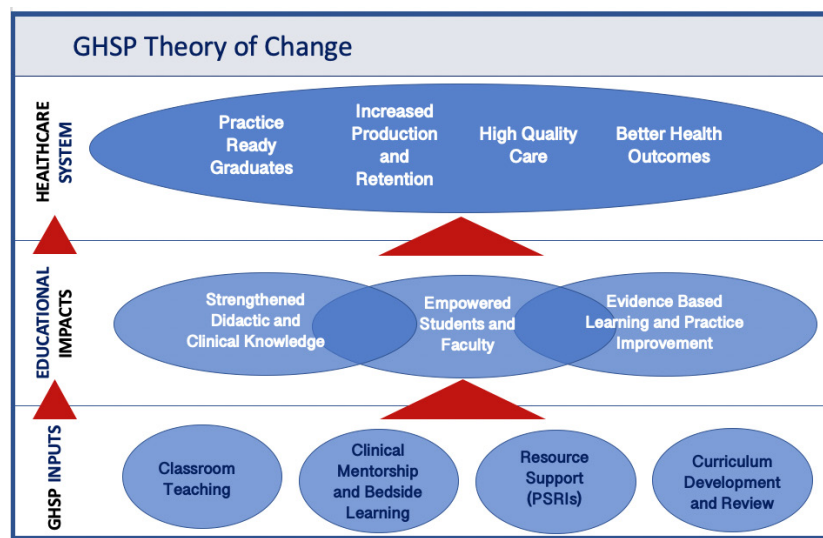 GHSP Theory of Change
HEALTHCARE
SYSTEM
Practice
Ready
Graduates
Increased
Production
and
Retention
High Quality
Care
Better Health
Outcomes
EDUCATIONAL
IMPACTS
Strengthened
Didactic and
Clinical Knowledge
Empowered
Students and
Faculty
Evidence Based
Learning and Practice
Improvement
GHSP INPUTS
Classroom
Teaching
Clinical
Mentorship
and Bedside
Learning
Resource
Support
(PSRIs)
Curriculum
Development
and Review